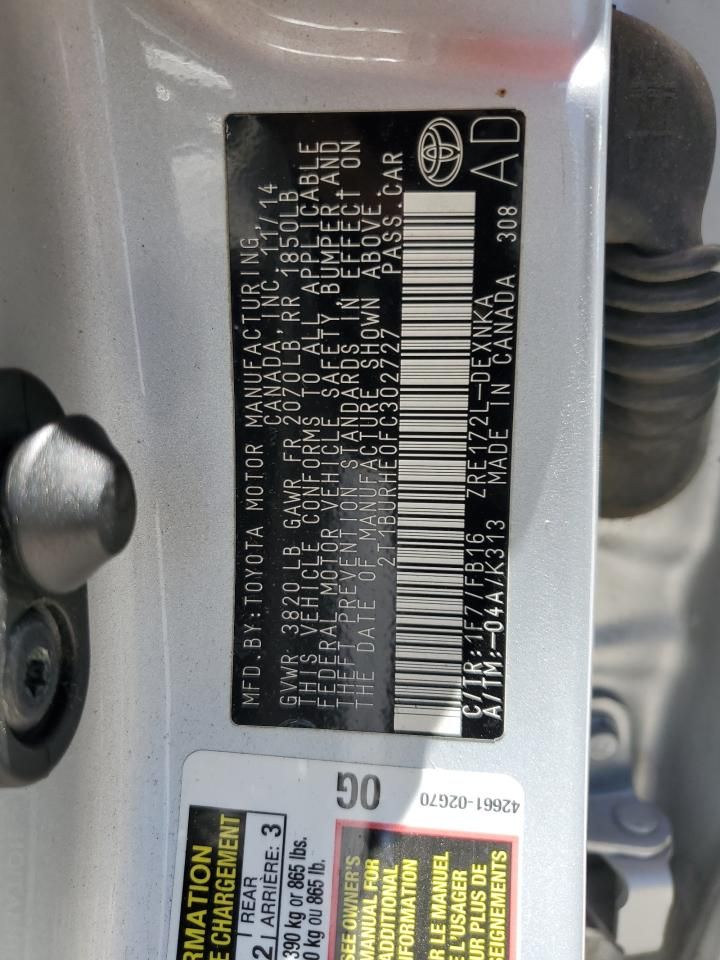 MFD.BY:TOYOTA MOTOR MANUFACTURING,
CANADA, INC. 11/14
GVWR 3820 LB GAWR FR 2070LB RR 1850LB
THIS VEHICLE CONFORMS TO ALL APPLICABLE
FEDERAL MOTOR VEHICLE SAFETY, BUMPER, AND
THEFT PREVENTION STANDARDS IN EFFECT ON
THE DATE OF MANUFACTURE SHOWN ABOVE.
2T1BURHE0FC302727 PASS.CAR
C/TR: 1F7/FB16 ZRE172L-DEXNKA
A/TM:-04A/K313 MADE IN CANADA 308
AD
RMATION
E CHARGEMENT
REAR
2 ARRIÈRE: 3
390 kg or 865 lbs.
0 kg ou 865 lb.
SEE OWNER'S
MANUAL FOR
INFORMATION
R LE MANUEL
L'USAGER
UR PLUS DE
SEIGNEMENTS
OG
42661-02G70